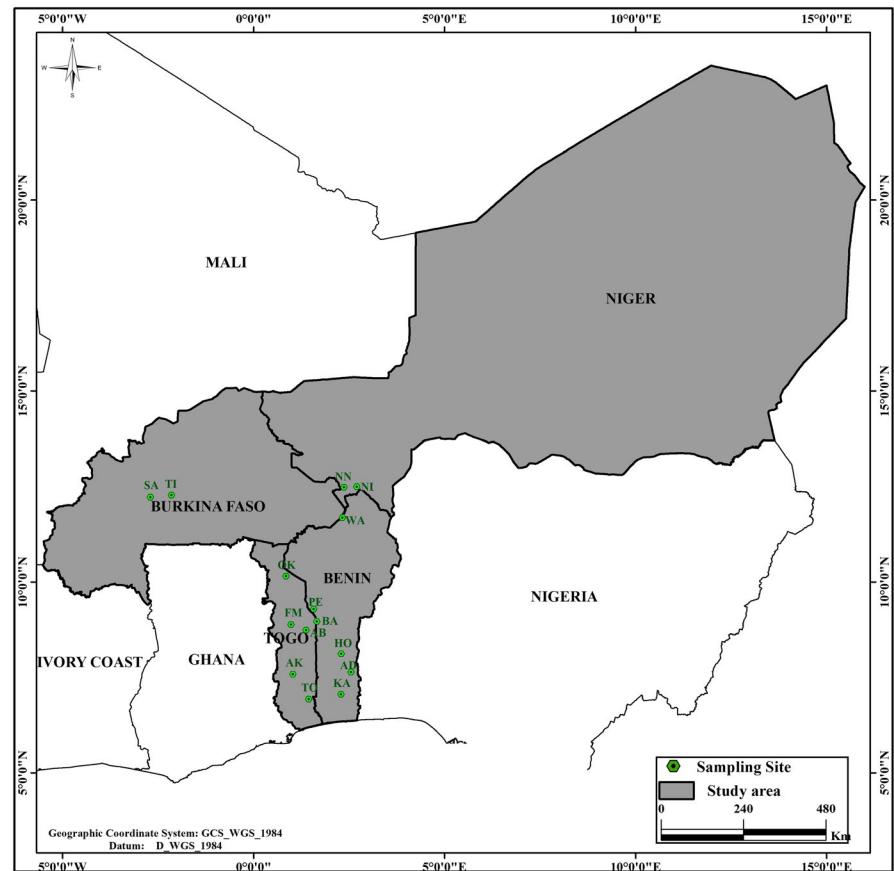 5°0'0"W 0°0'0" 5°0'0"E 10°0'0"E 15°0'0"E
N
W E
S
20°0'0"N 20°0'0"N
MALI
NIGER
15°0'0"N 15°0'0"N
NN NI
SA TI
BURKINA FASO
WA
OK
BENIN
10°0'0"N 10°0'0"N
NIGERIA
PE
FM BA
TOGO AB
HO
IVORY COAST GHANA
AK AD
TO KA
5°0'0"N 5°0'0"N
Sampling Site
Study area
0 240 480
Km
Geographic Coordinate System: GCS_WGS_1984
Datum: D_WGS_1984
5°0'0"W 0°0'0" 5°0'0"E 10°0'0"E 15°0'0"E